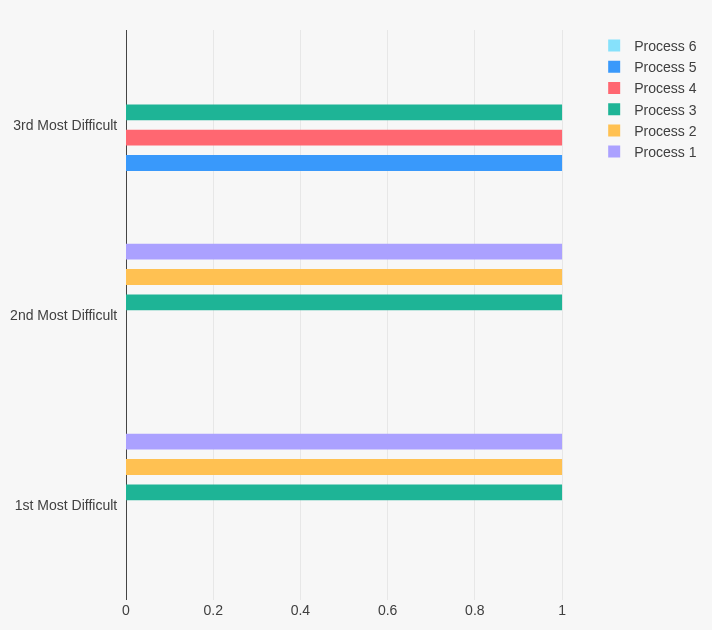 Process 6
Process 5
Process 4
Process 3
Process 2
Process 1
3rd Most Difficult
2nd Most Difficult
1st Most Difficult
0 0.2 0.4 0.6 0.8 1